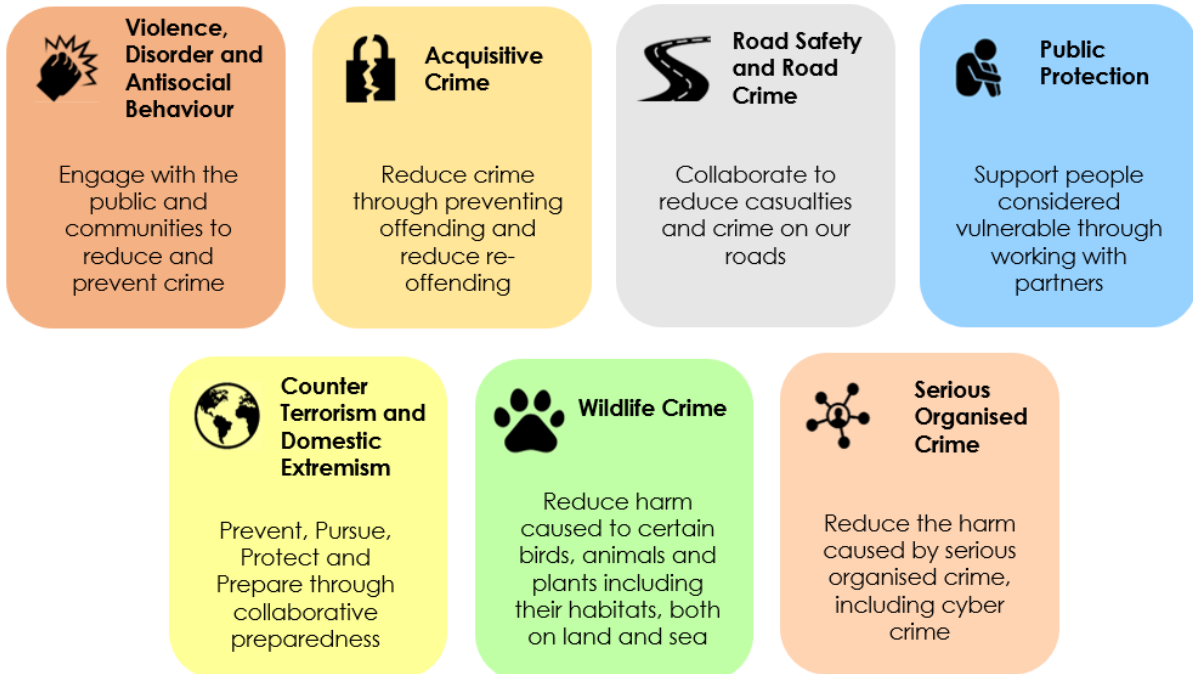 Violence,
Disorder and
Antisocial
Behaviour
Engage with the
public and
communities to
reduce and
prevent crime
Acquisitive
Crime
Reduce crime
through preventing
offending and
reduce re-
offending
Road Safety
and Road
Crime
Collaborate to
reduce casualties
and crime on our
roads
Public
Protection
Support people
considered
vulnerable through
working with
partners
Counter
Terrorism and
Domestic
Extremism
Prevent, Pursue,
Protect and
Prepare through
collaborative
preparedness
Wildlife Crime
Reduce harm
caused to certain
birds, animals and
plants including
their habitats, both
on land and sea
Serious
Organised
Crime
Reduce the harm
caused by serious
organised crime,
including cyber
crime